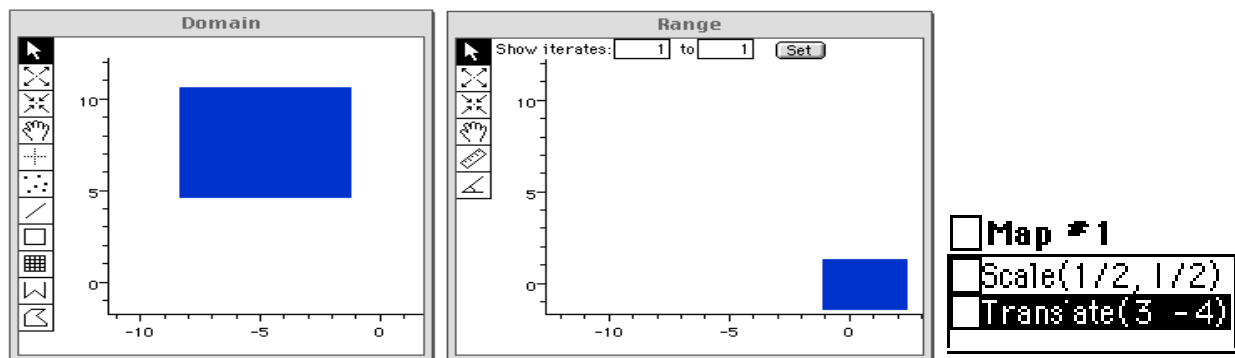 Domain
10
5
0
-10 -5 0
Range
Show iterates: 1 to 1 Set
10
5
0
-10 -5 0
Map #1
Scale(1/2, 1/2)
Translate(3 -4)